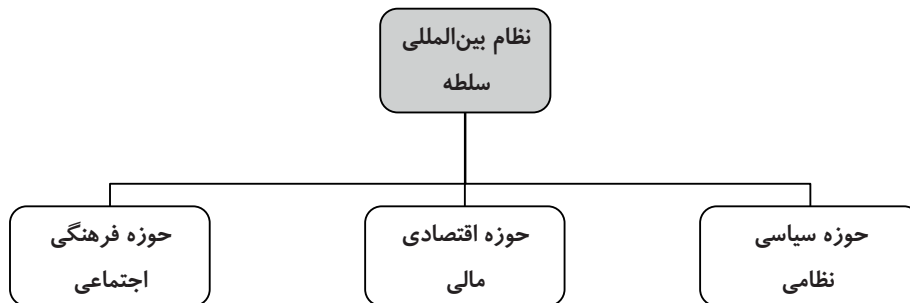 نظام بین‌المللی
سلطه
حوزه سیاسی
نظامی
حوزه اقتصادی
مالی
حوزه فرهنگی
اجتماعی